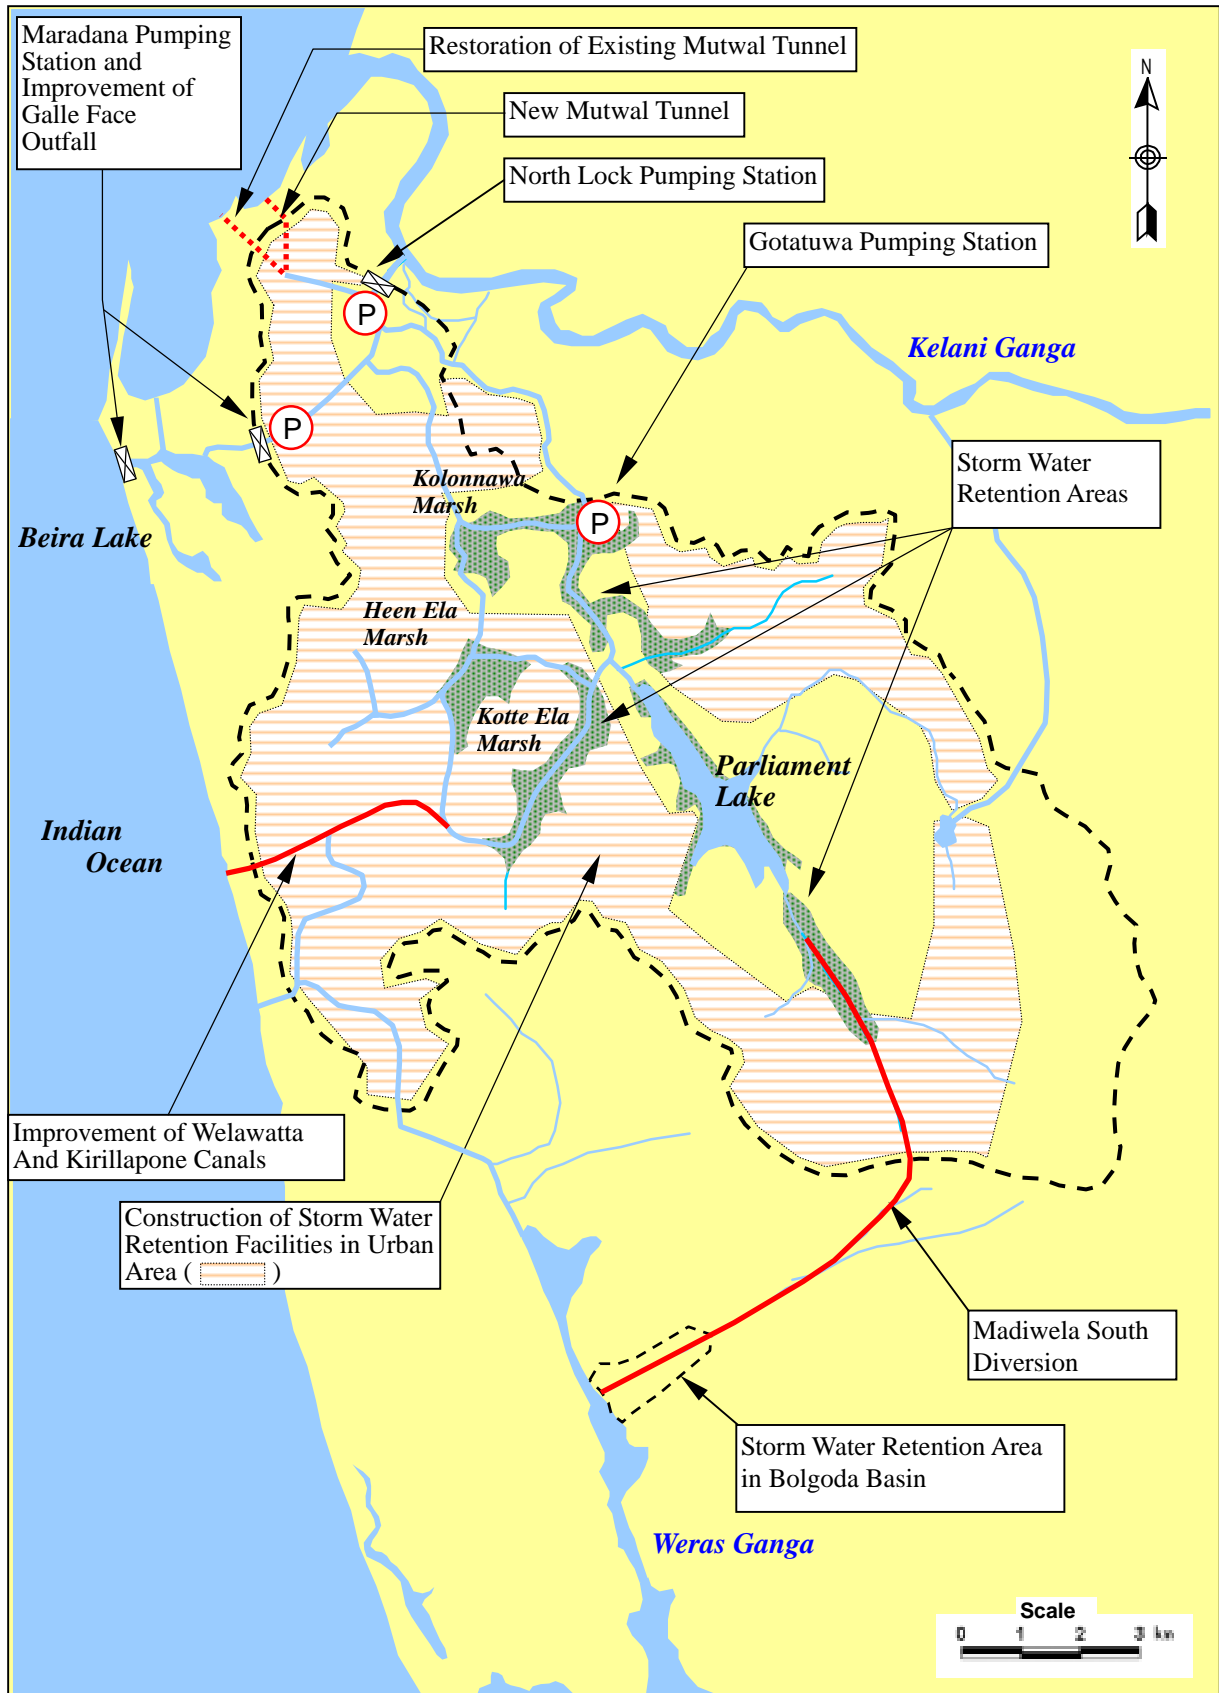 Maradana Pumping
Station and
Improvement of
Galle Face
Outfall
Restoration of Existing Mutwal Tunnel
New Mutwal Tunnel
North Lock Pumping Station
Gotatuwa Pumping Station
N
P
Kelani Ganga
P
Storm Water
Retention Areas
Kolonnawa
Marsh
P
Beira Lake
Heen Ela
Marsh
Kotte Ela
Marsh
Parliament
Lake
Indian
Ocean
Improvement of Welawatta
And Kirillapone Canals
Construction of Storm Water
Retention Facilities in Urban
Area ( )
Madiwela South
Diversion
Storm Water Retention Area
in Bolgoda Basin
Weras Ganga
Scale
0 1 2 3 km